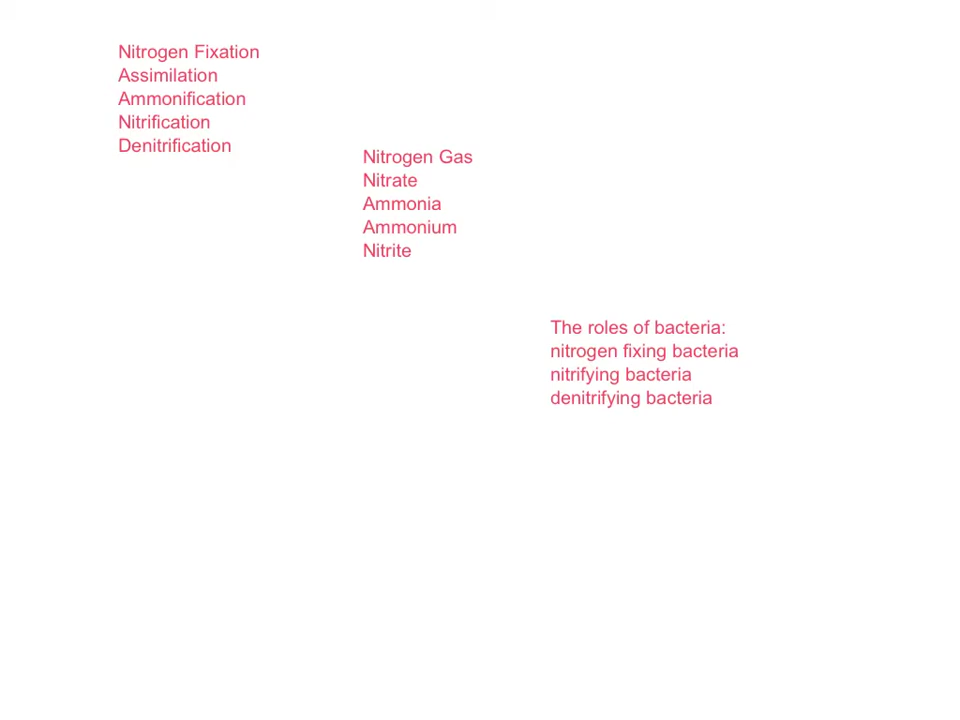 Nitrogen Fixation
Assimilation
Ammonification
Nitrification
Denitrification
Nitrogen Gas
Nitrate
Ammonia
Ammonium
Nitrite
The roles of bacteria:
nitrogen fixing bacteria
nitrifying bacteria
denitrifying bacteria